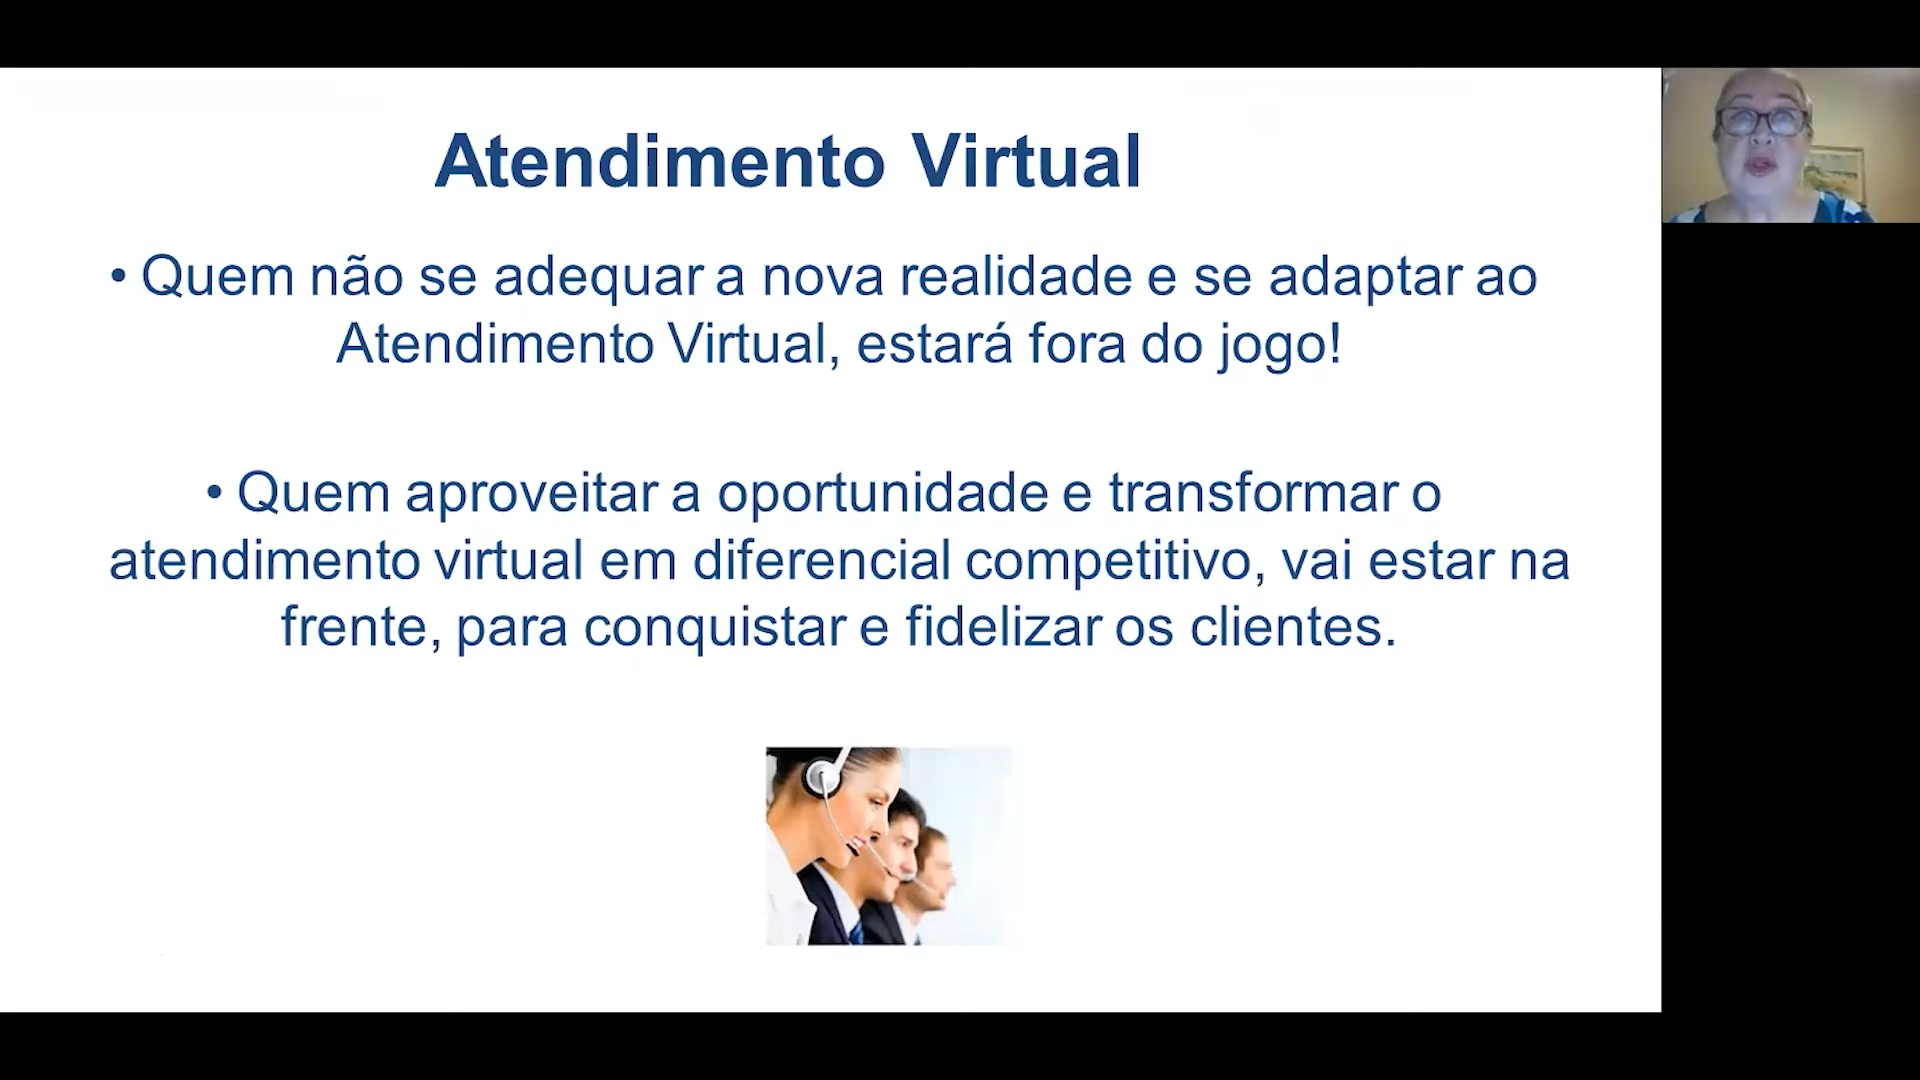 Atendimento Virtual
• Quem não se adequar a nova realidade e se adaptar ao
Atendimento Virtual, estará fora do jogo!
• Quem aproveitar a oportunidade e transformar o
atendimento virtual em diferencial competitivo, vai estar na
frente, para conquistar e fidelizar os clientes.